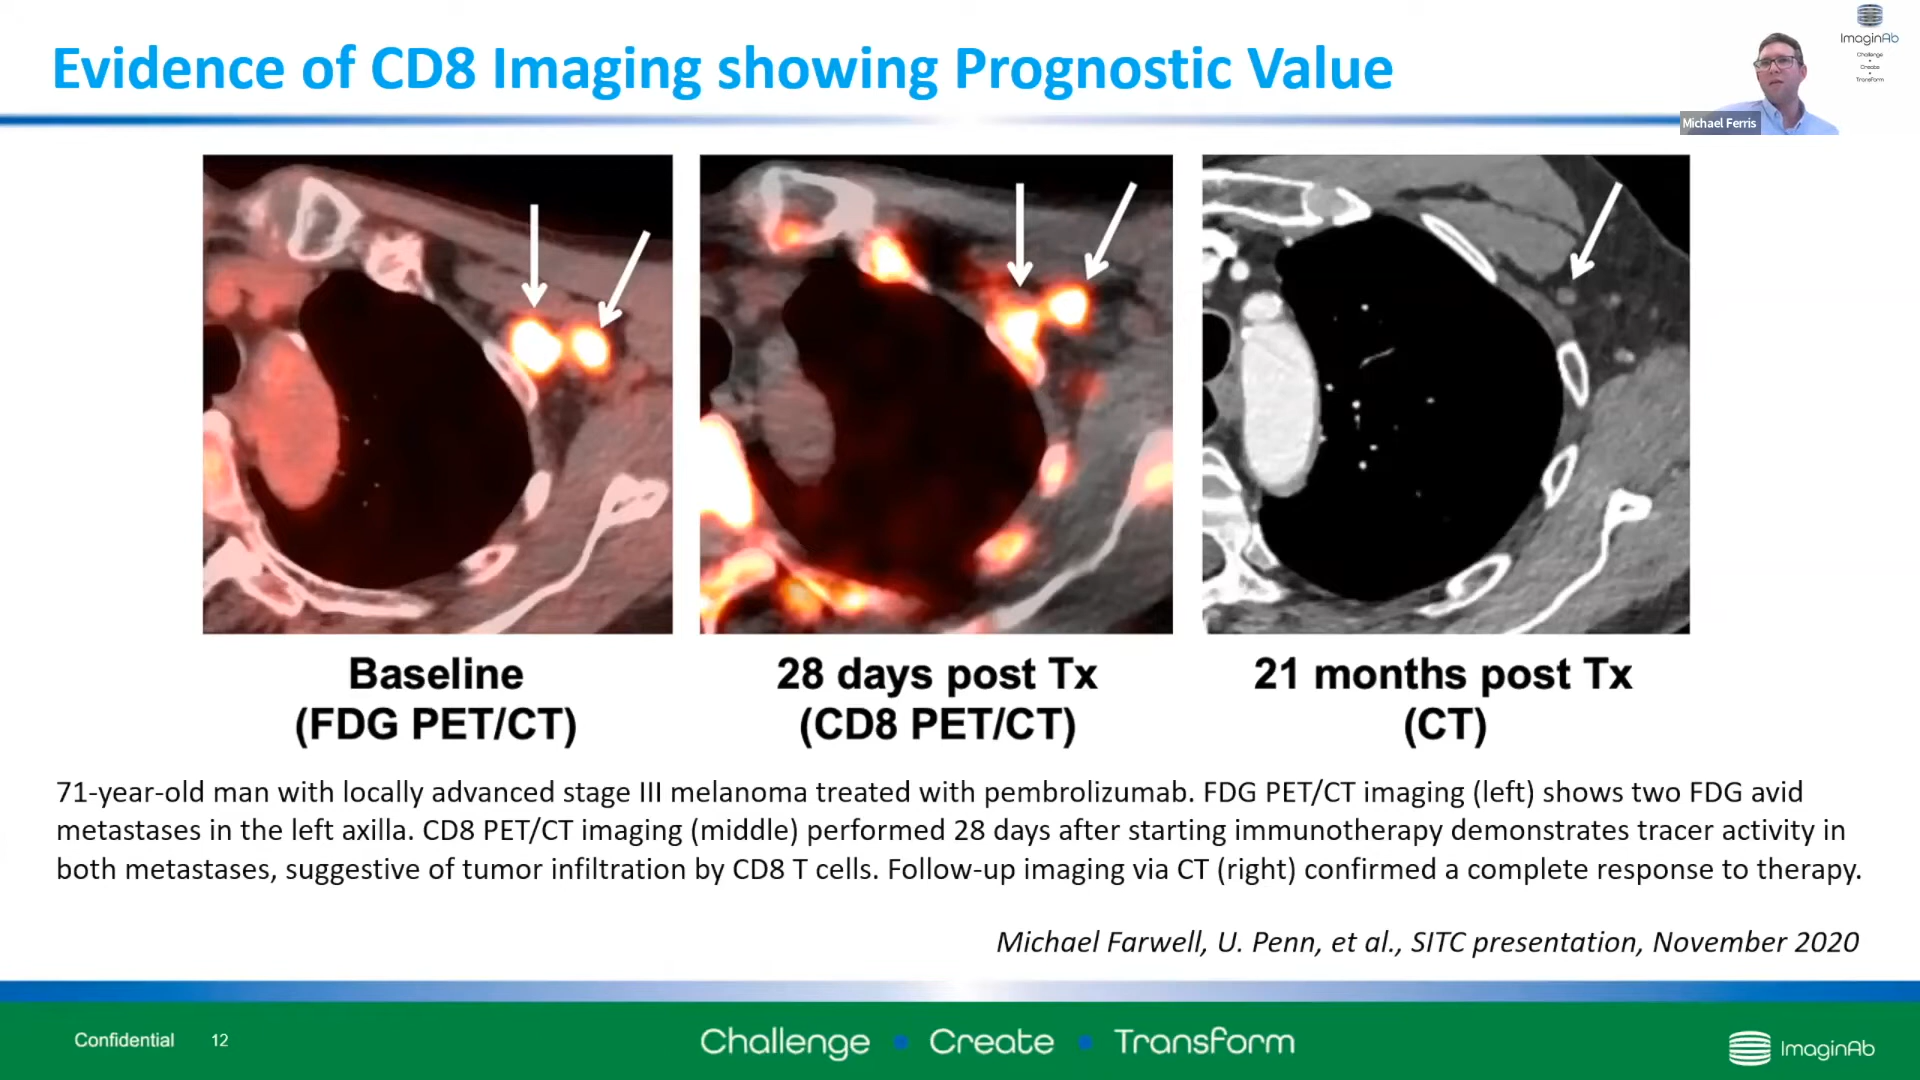 Evidence of CD8 Imaging showing Prognostic Value
ImaginAb
Challenge
Create
Transform
Michael Ferris
Baseline
(FDG PET/CT)
28 days post Tx
(CD8 PET/CT)
21 months post Tx
(CT)
71-year-old man with locally advanced stage III melanoma treated with pembrolizumab. FDG PET/CT imaging (left) shows two FDG avid
metastases in the left axilla. CD8 PET/CT imaging (middle) performed 28 days after starting immunotherapy demonstrates tracer activity in
both metastases, suggestive of tumor infiltration by CD8 T cells. Follow-up imaging via CT (right) confirmed a complete response to therapy.
Michael Farwell, U. Penn, et al., SITC presentation, November 2020
Confidential 12
Challenge • Create • Transform
ImaginAb